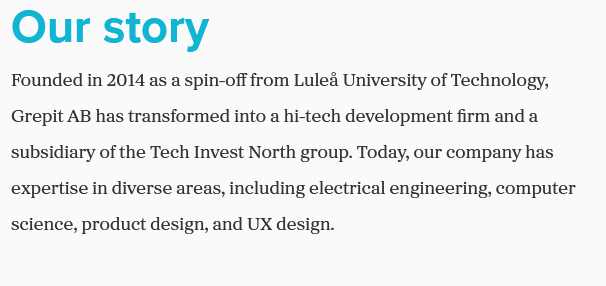 Our story
Founded in 2014 as a spin-off from Luleå University of Technology,
Grepit AB has transformed into a hi-tech development firm and a
subsidiary of the Tech Invest North group. Today, our company has
expertise in diverse areas, including electrical engineering, computer
science, product design, and UX design.